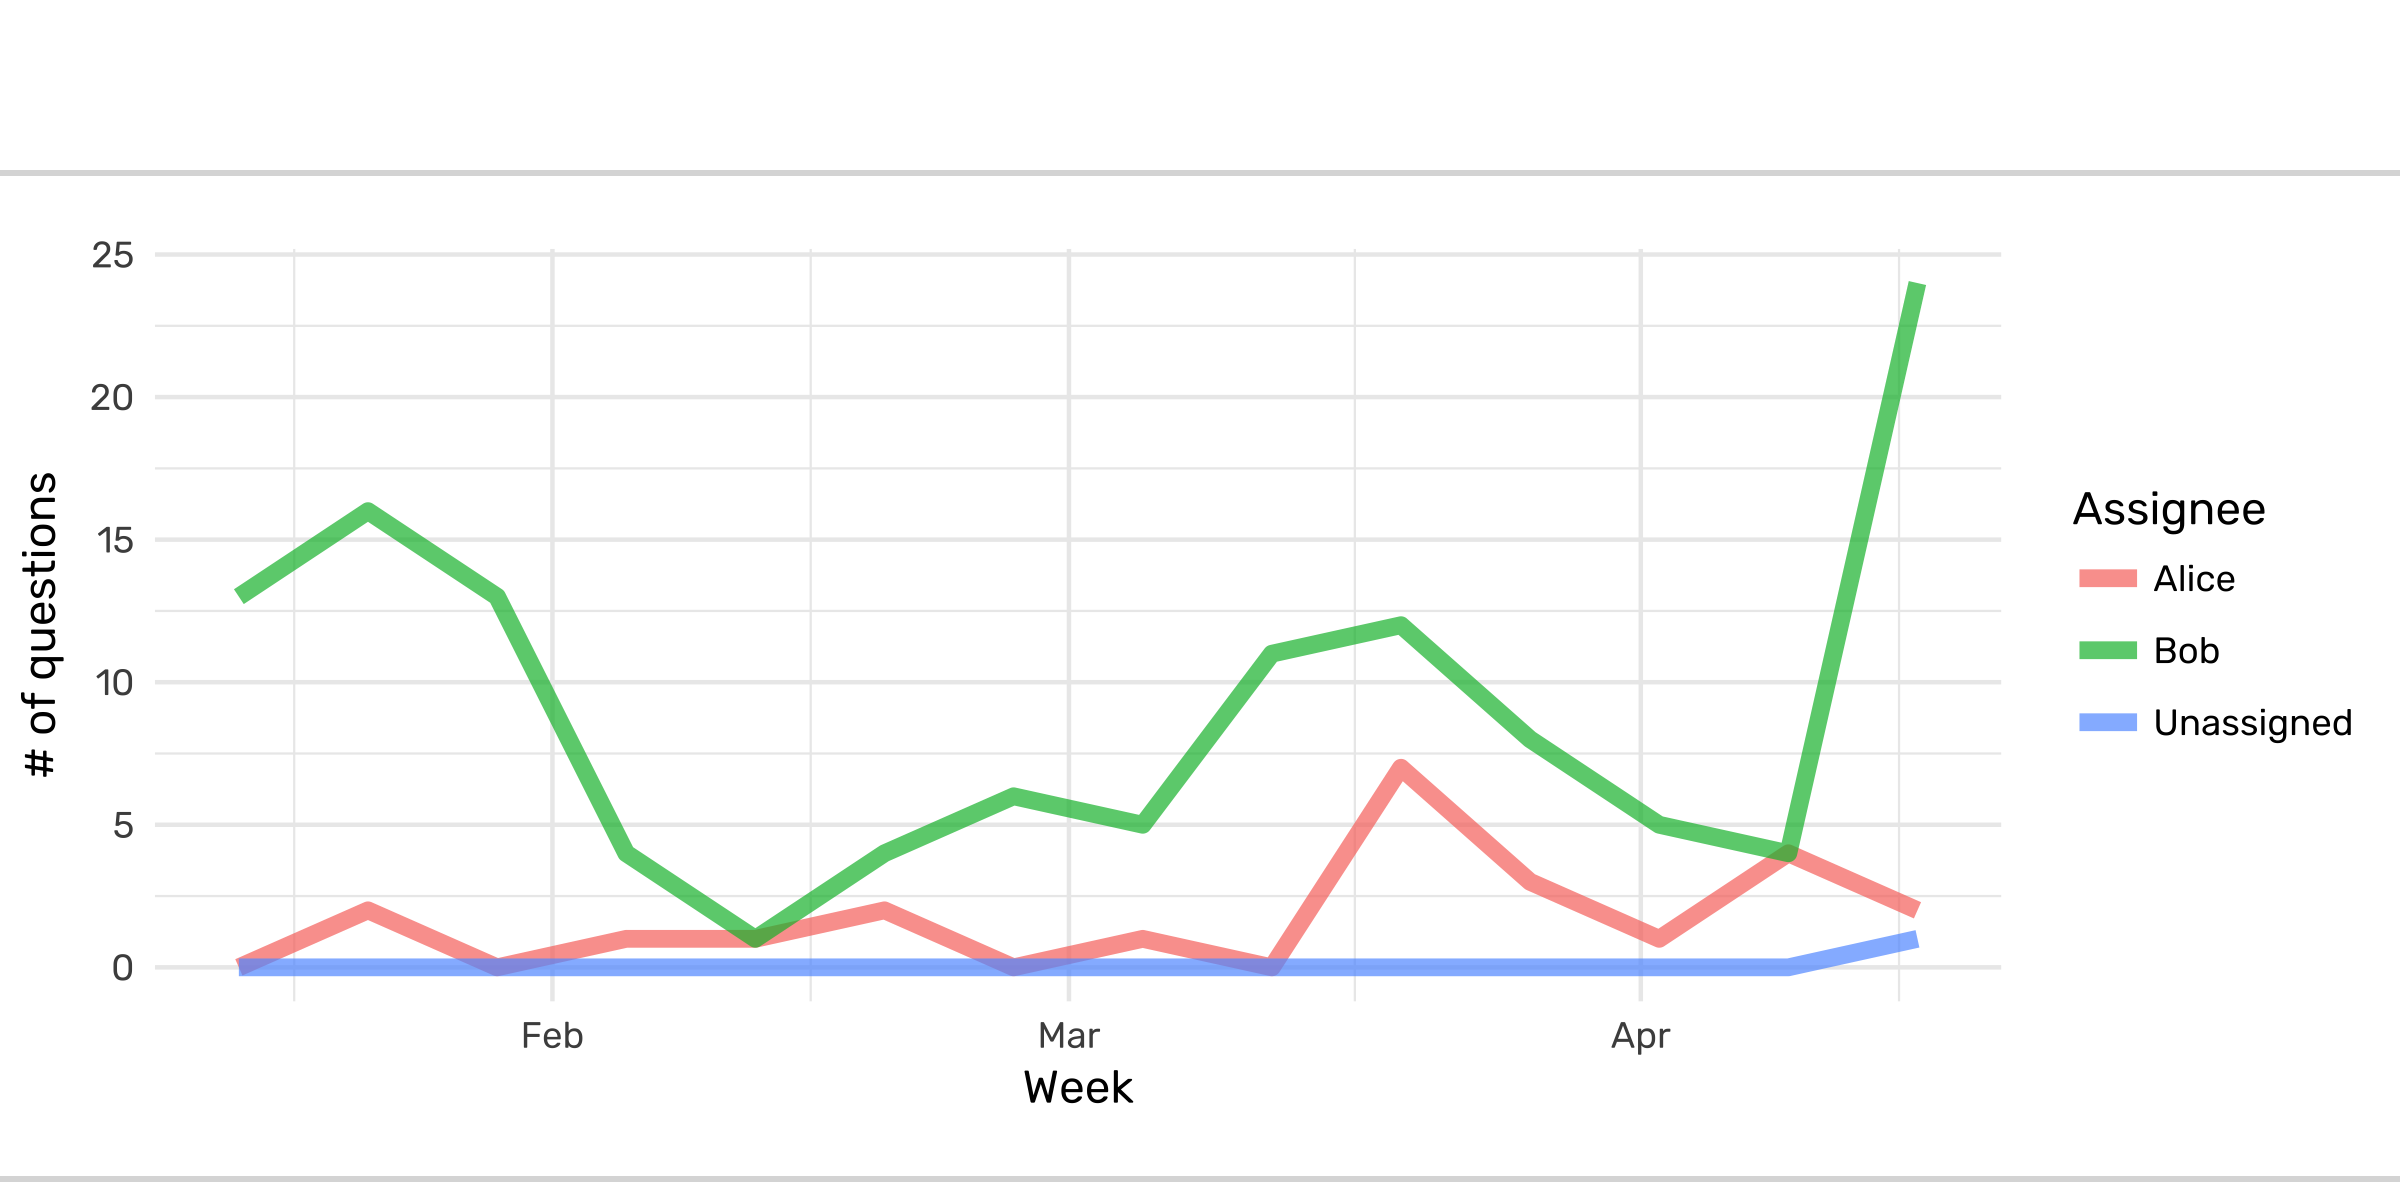 25
20
15
10
5
0
# of questions
Feb
Mar
Apr
Week
Assignee
Alice
Bob
Unassigned